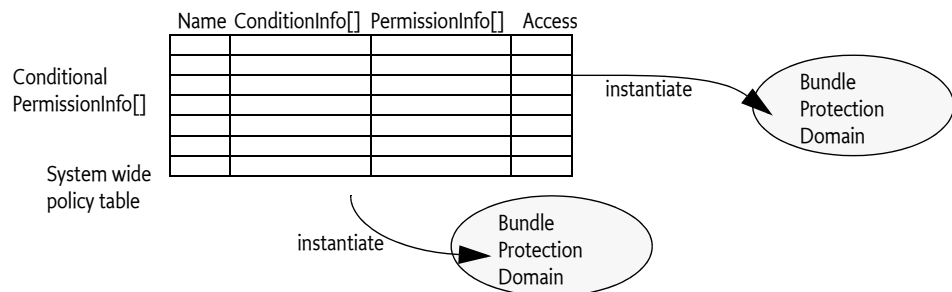 Name ConditionInfo[] PermissionInfo[] Access
Conditional
PermissionInfo[]
instantiate
Bundle
Protection
Domain
System wide
policy table
instantiate
Bundle
Protection
Domain